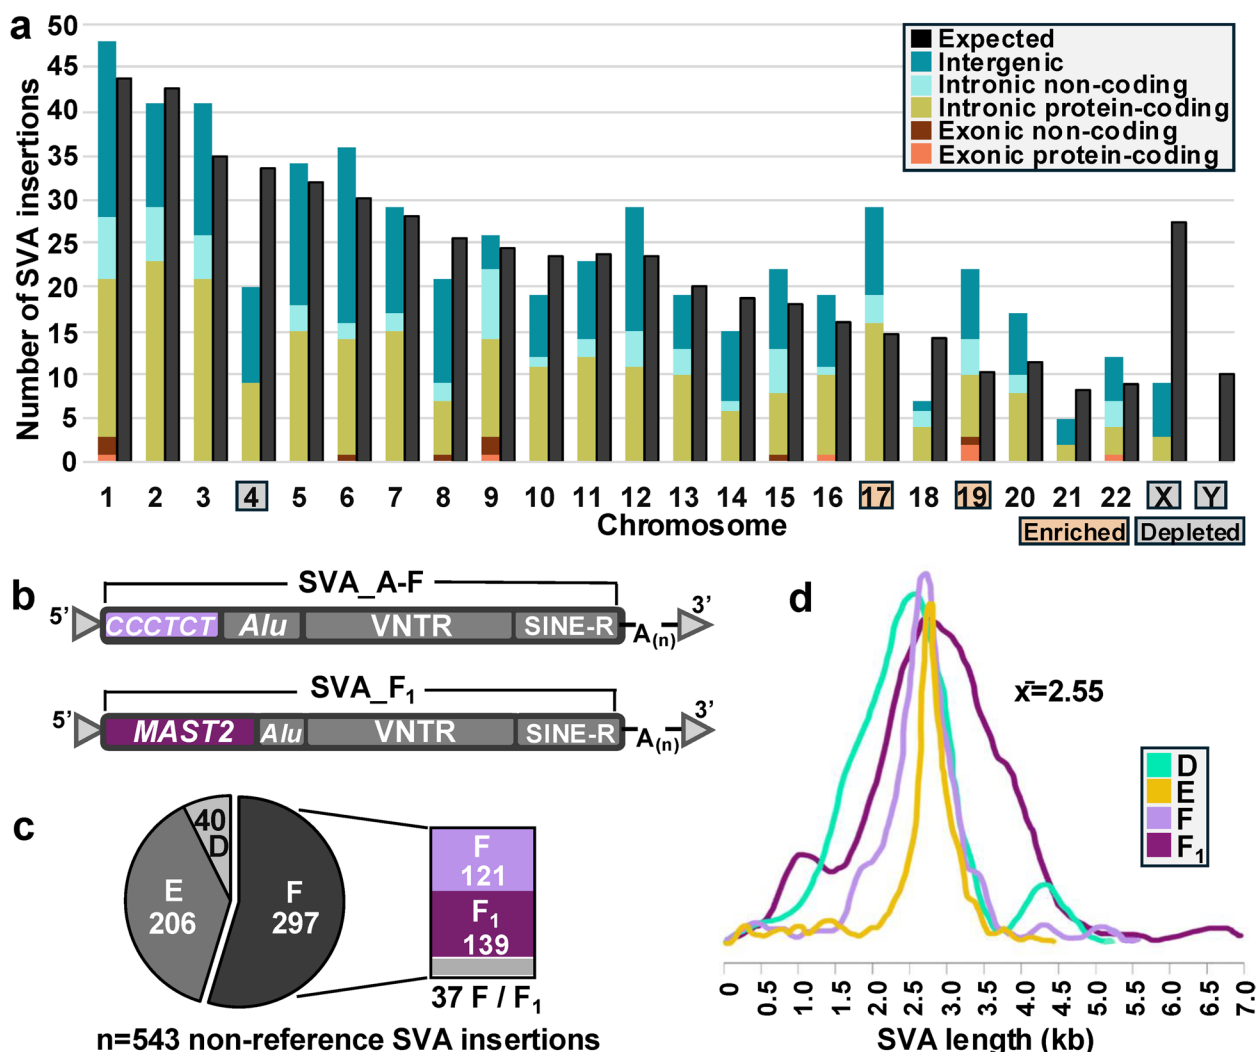 a
50
45
40
35
30
25
20
15
10
5
0
Number of SVA insertions
Expected
Intergenic
Intronic non-coding
Intronic protein-coding
Exonic non-coding
Exonic protein-coding
1 2 3 4 5 6 7 8 9 10 11 12 13 14 15 16 17 18 19 20 21 22 X Y
Chromosome
Enriched Depleted
b
SVA_A-F
5’ CCCTCT Alu VNTR SINE-R A(n) 3’
SVA_F1
5’ MAST2 Alu VNTR SINE-R A(n) 3’
c
40
D
E
206
F
297
F
121
F1
139
37 F / F1
n=543 non-reference SVA insertions
d
x̄=2.55
D
E
F
F1
0 0.5 1.0 1.5 2.0 2.5 3.0 3.5 4.0 4.5 5.0 5.5 6.0 6.5 7.0
SVA length (kb)